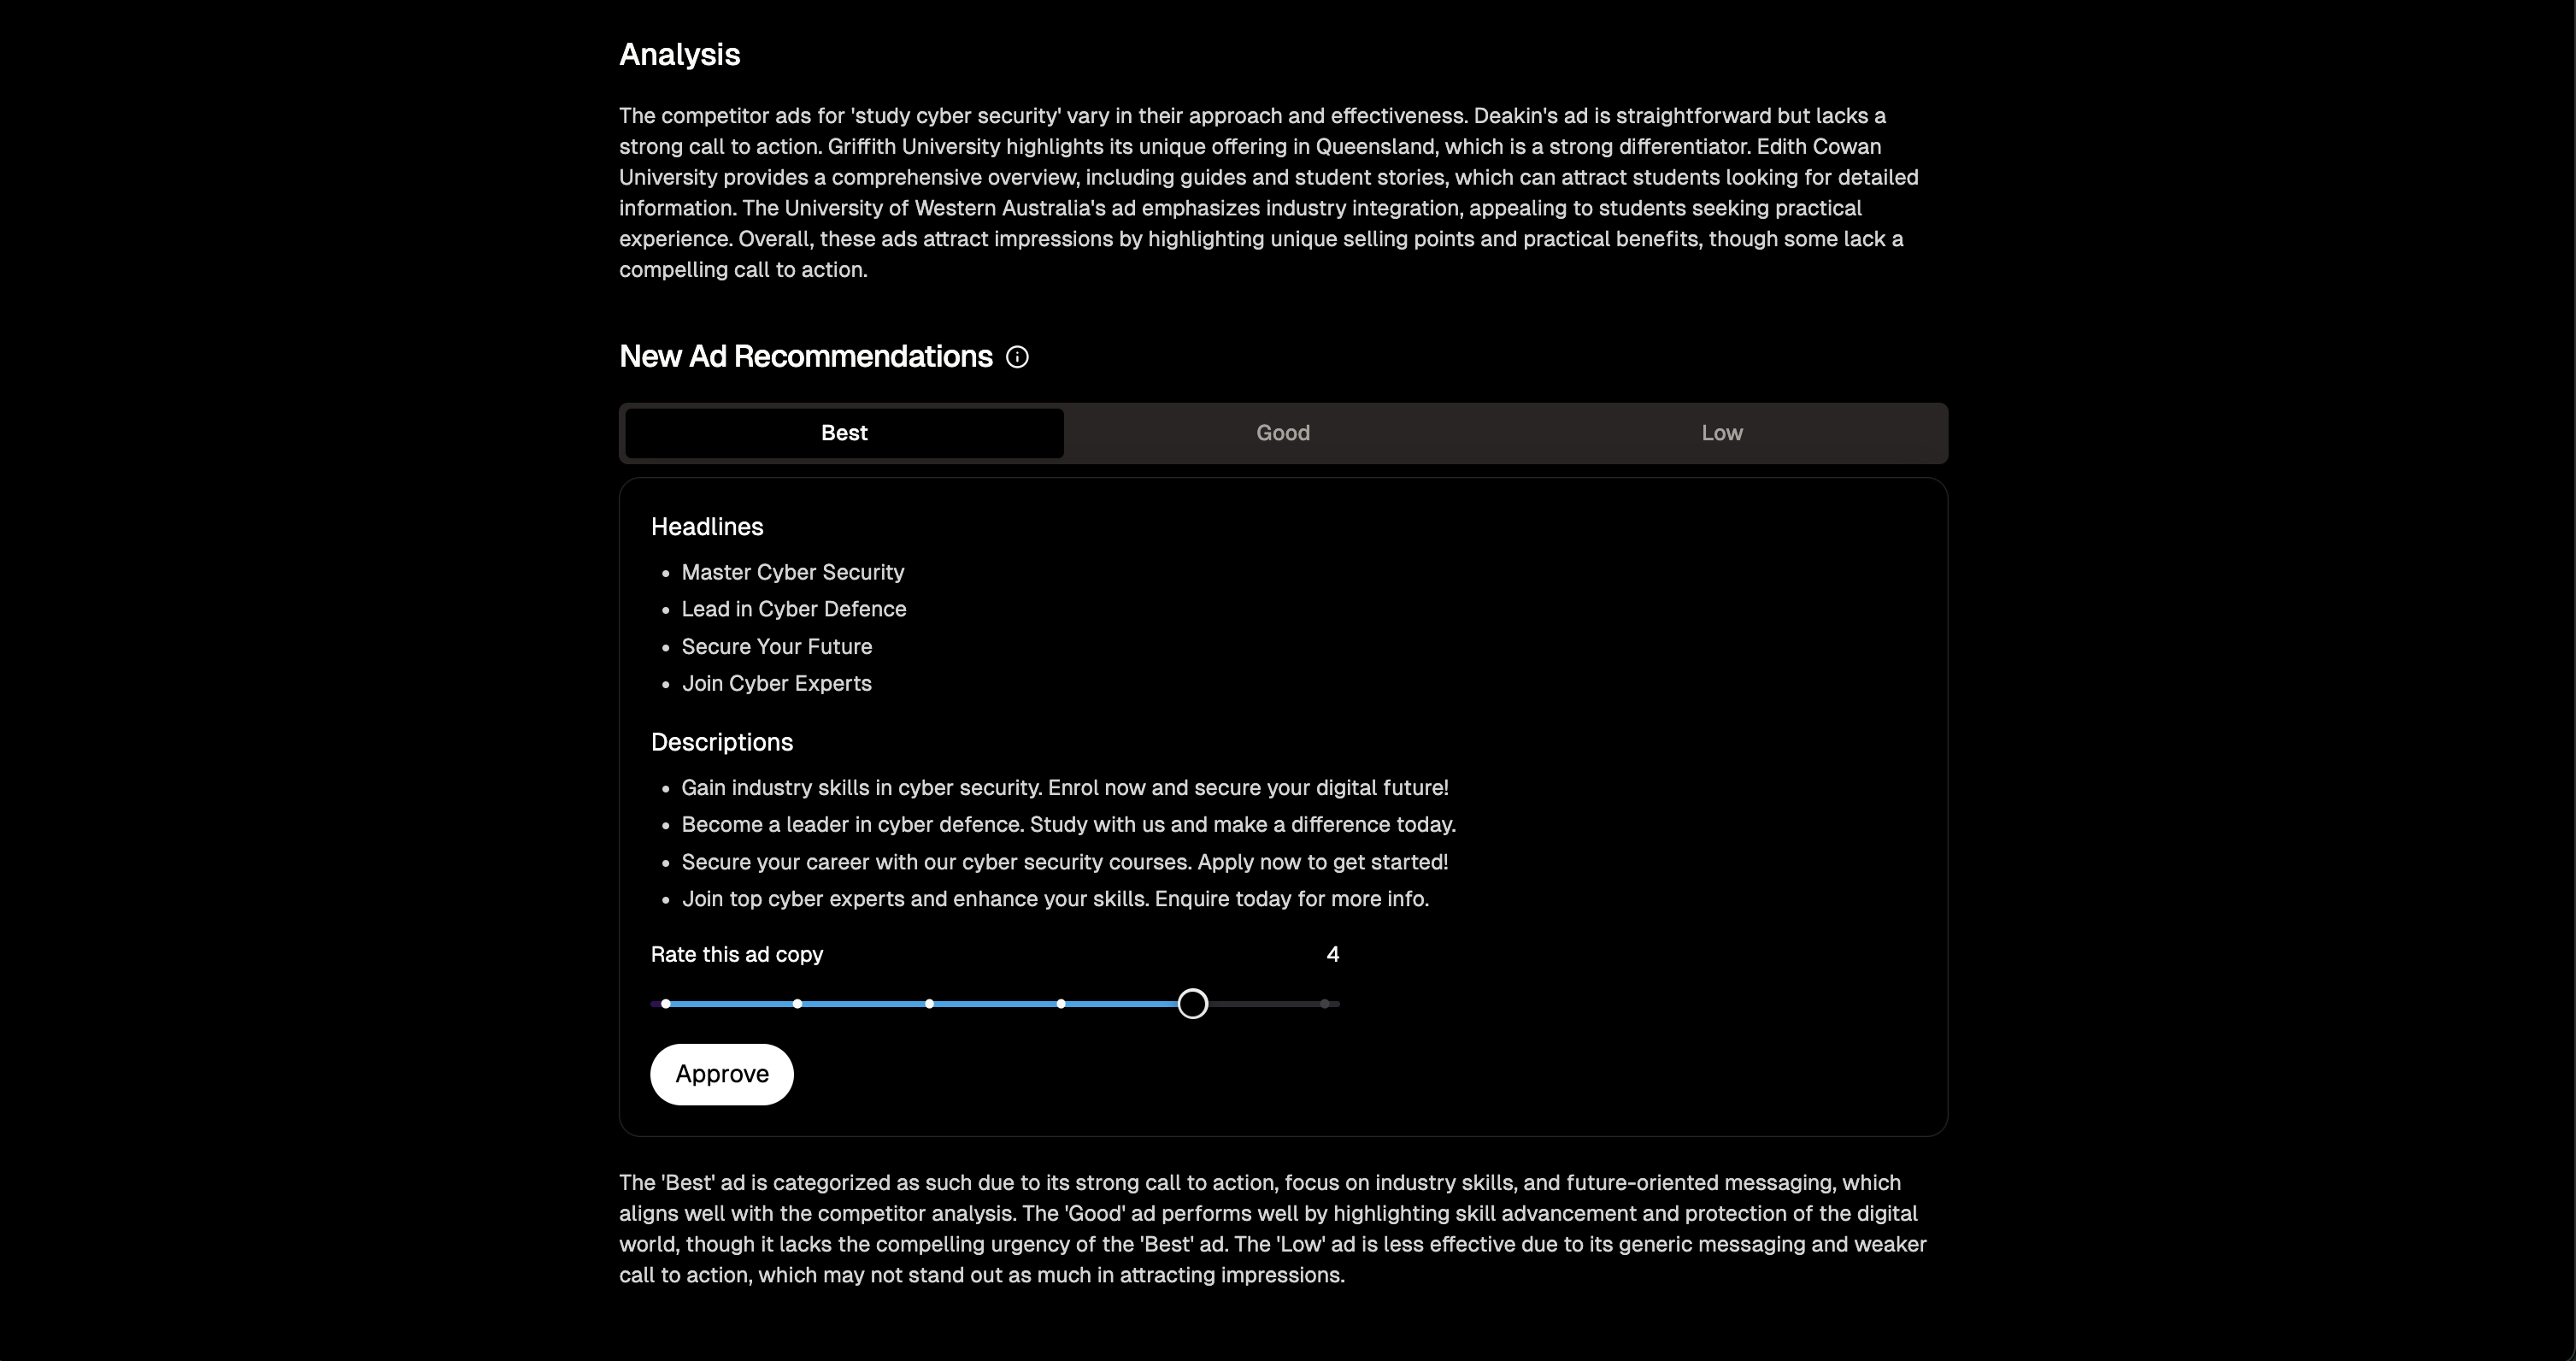 Analysis
The competitor ads for 'study cyber security' vary in their approach and effectiveness. Deakin's ad is straightforward but lacks a
strong call to action. Griffith University highlights its unique offering in Queensland, which is a strong differentiator. Edith Cowan
University provides a comprehensive overview, including guides and student stories, which can attract students looking for detailed
information. The University of Western Australia's ad emphasizes industry integration, appealing to students seeking practical
experience. Overall, these ads attract impressions by highlighting unique selling points and practical benefits, though some lack a
compelling call to action.
New Ad Recommendations
Best Good Low
Headlines
• Master Cyber Security
• Lead in Cyber Defence
• Secure Your Future
• Join Cyber Experts
Descriptions
• Gain industry skills in cyber security. Enrol now and secure your digital future!
• Become a leader in cyber defence. Study with us and make a difference today.
• Secure your career with our cyber security courses. Apply now to get started!
• Join top cyber experts and enhance your skills. Enquire today for more info.
Rate this ad copy 4
Approve
The 'Best' ad is categorized as such due to its strong call to action, focus on industry skills, and future-oriented messaging, which
aligns well with the competitor analysis. The 'Good' ad performs well by highlighting skill advancement and protection of the digital
world, though it lacks the compelling urgency of the 'Best' ad. The 'Low' ad is less effective due to its generic messaging and weaker
call to action, which may not stand out as much in attracting impressions.